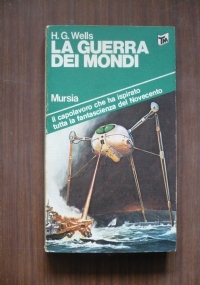 H. G. Wells
LA GUERRA
DEI MONDI
Mursia
Il capolavoro che ha ispirato
tutta la fantascienza del Novecento